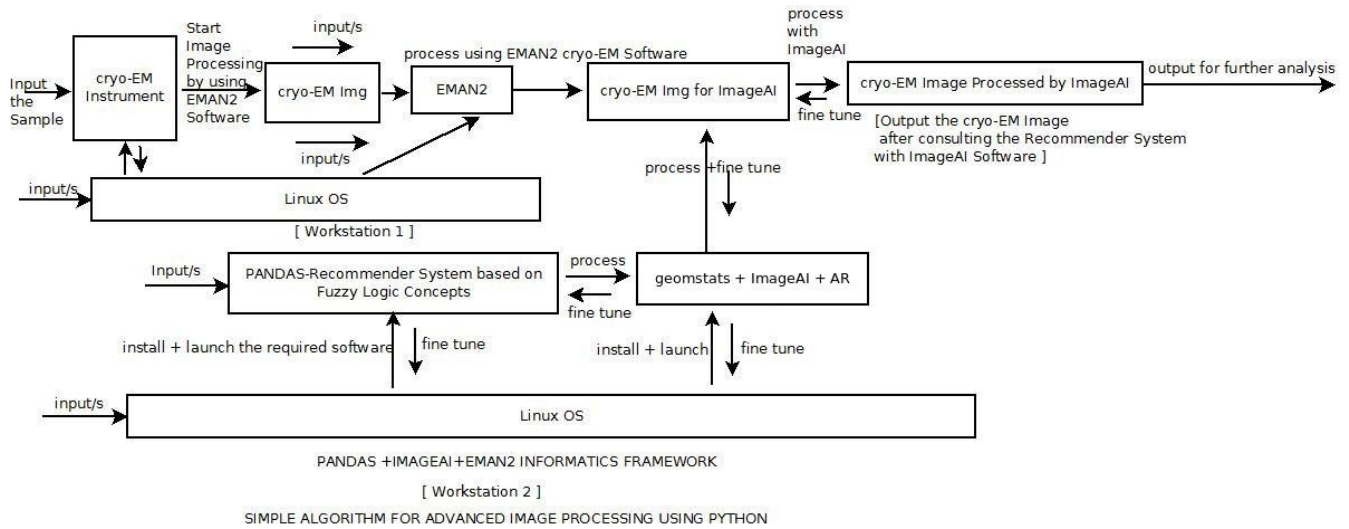 Input
the
Sample
cryo-EM
Instrument
Start
Image
Processing
by using
EMAN2
Software
input/s
cryo-EM Img
input/s
process using EMAN2 cryo-EM Software
EMAN2
cryo-EM Img for ImageAI
process
with
ImageAI
fine tune
cryo-EM Image Processed by ImageAI
output for further analysis
[Output the cryo-EM Image
after consulting the Recommender System
with ImageAI Software ]
input/s
Linux OS
[ Workstation 1 ]
process +fine tune
Input/s
PANDAS-Recommender System based on
Fuzzy Logic Concepts
process
fine tune
geomstats + ImageAI + AR
install + launch the required software
fine tune
install + launch
fine tune
input/s
Linux OS
PANDAS +IMAGEAI+EMAN2 INFORMATICS FRAMEWORK
[ Workstation 2 ]
SIMPLE ALGORITHM FOR ADVANCED IMAGE PROCESSING USING PYTHON